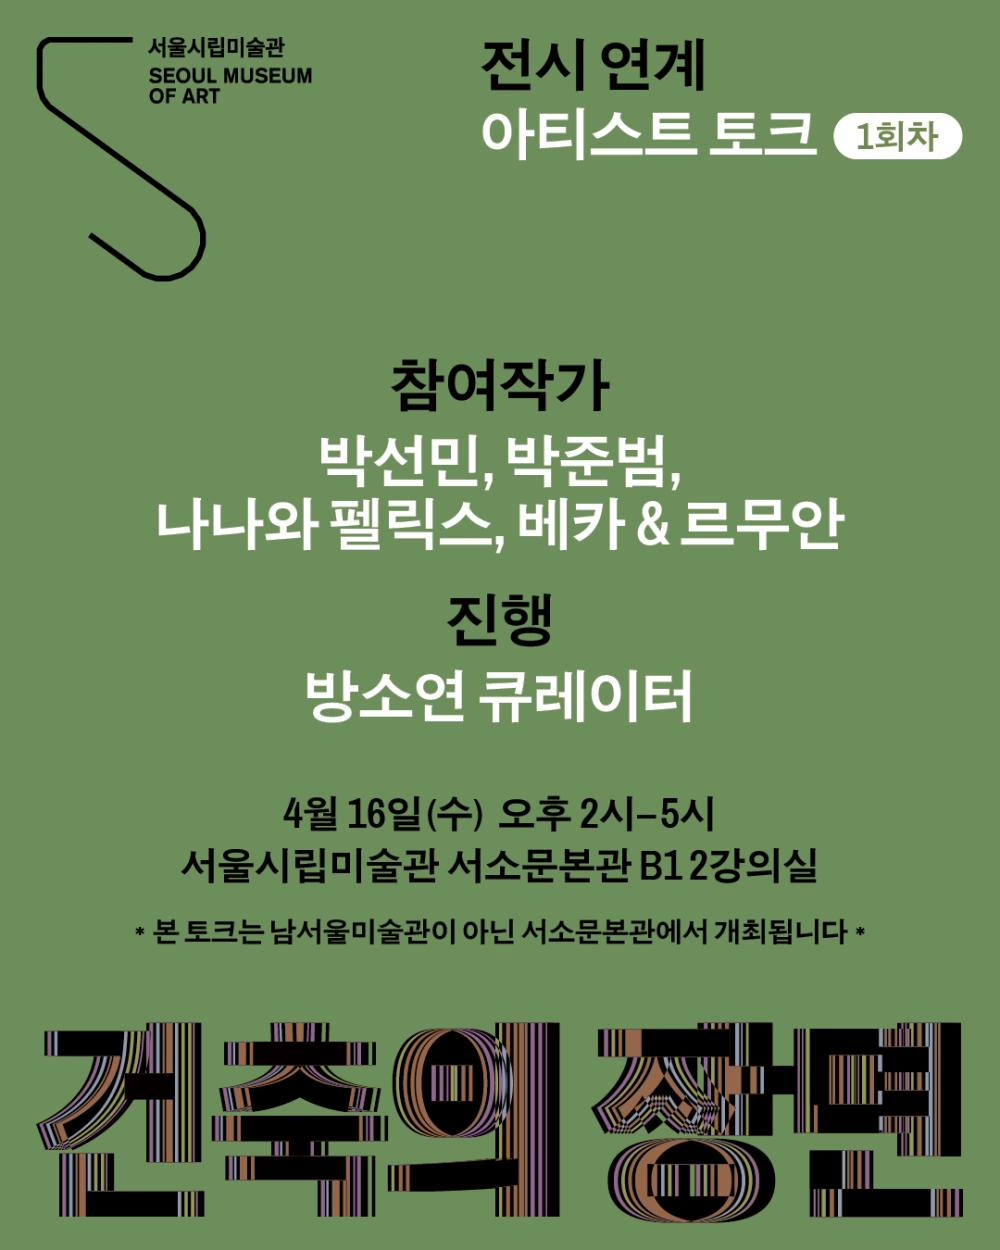 서울시립미술관
SEOUL MUSEUM
OF ART
전시 연계
아티스트 토크 1회차
참여작가
박선민, 박준범,
나나와 펠릭스, 베카 & 르무안
진행
방소연 큐레이터
4월 16일(수) 오후 2시–5시
서울시립미술관 서소문본관 B1 2강의실
* 본 토크는 남서울미술관이 아닌 서소문본관에서 개최됩니다 *
건축의 장면